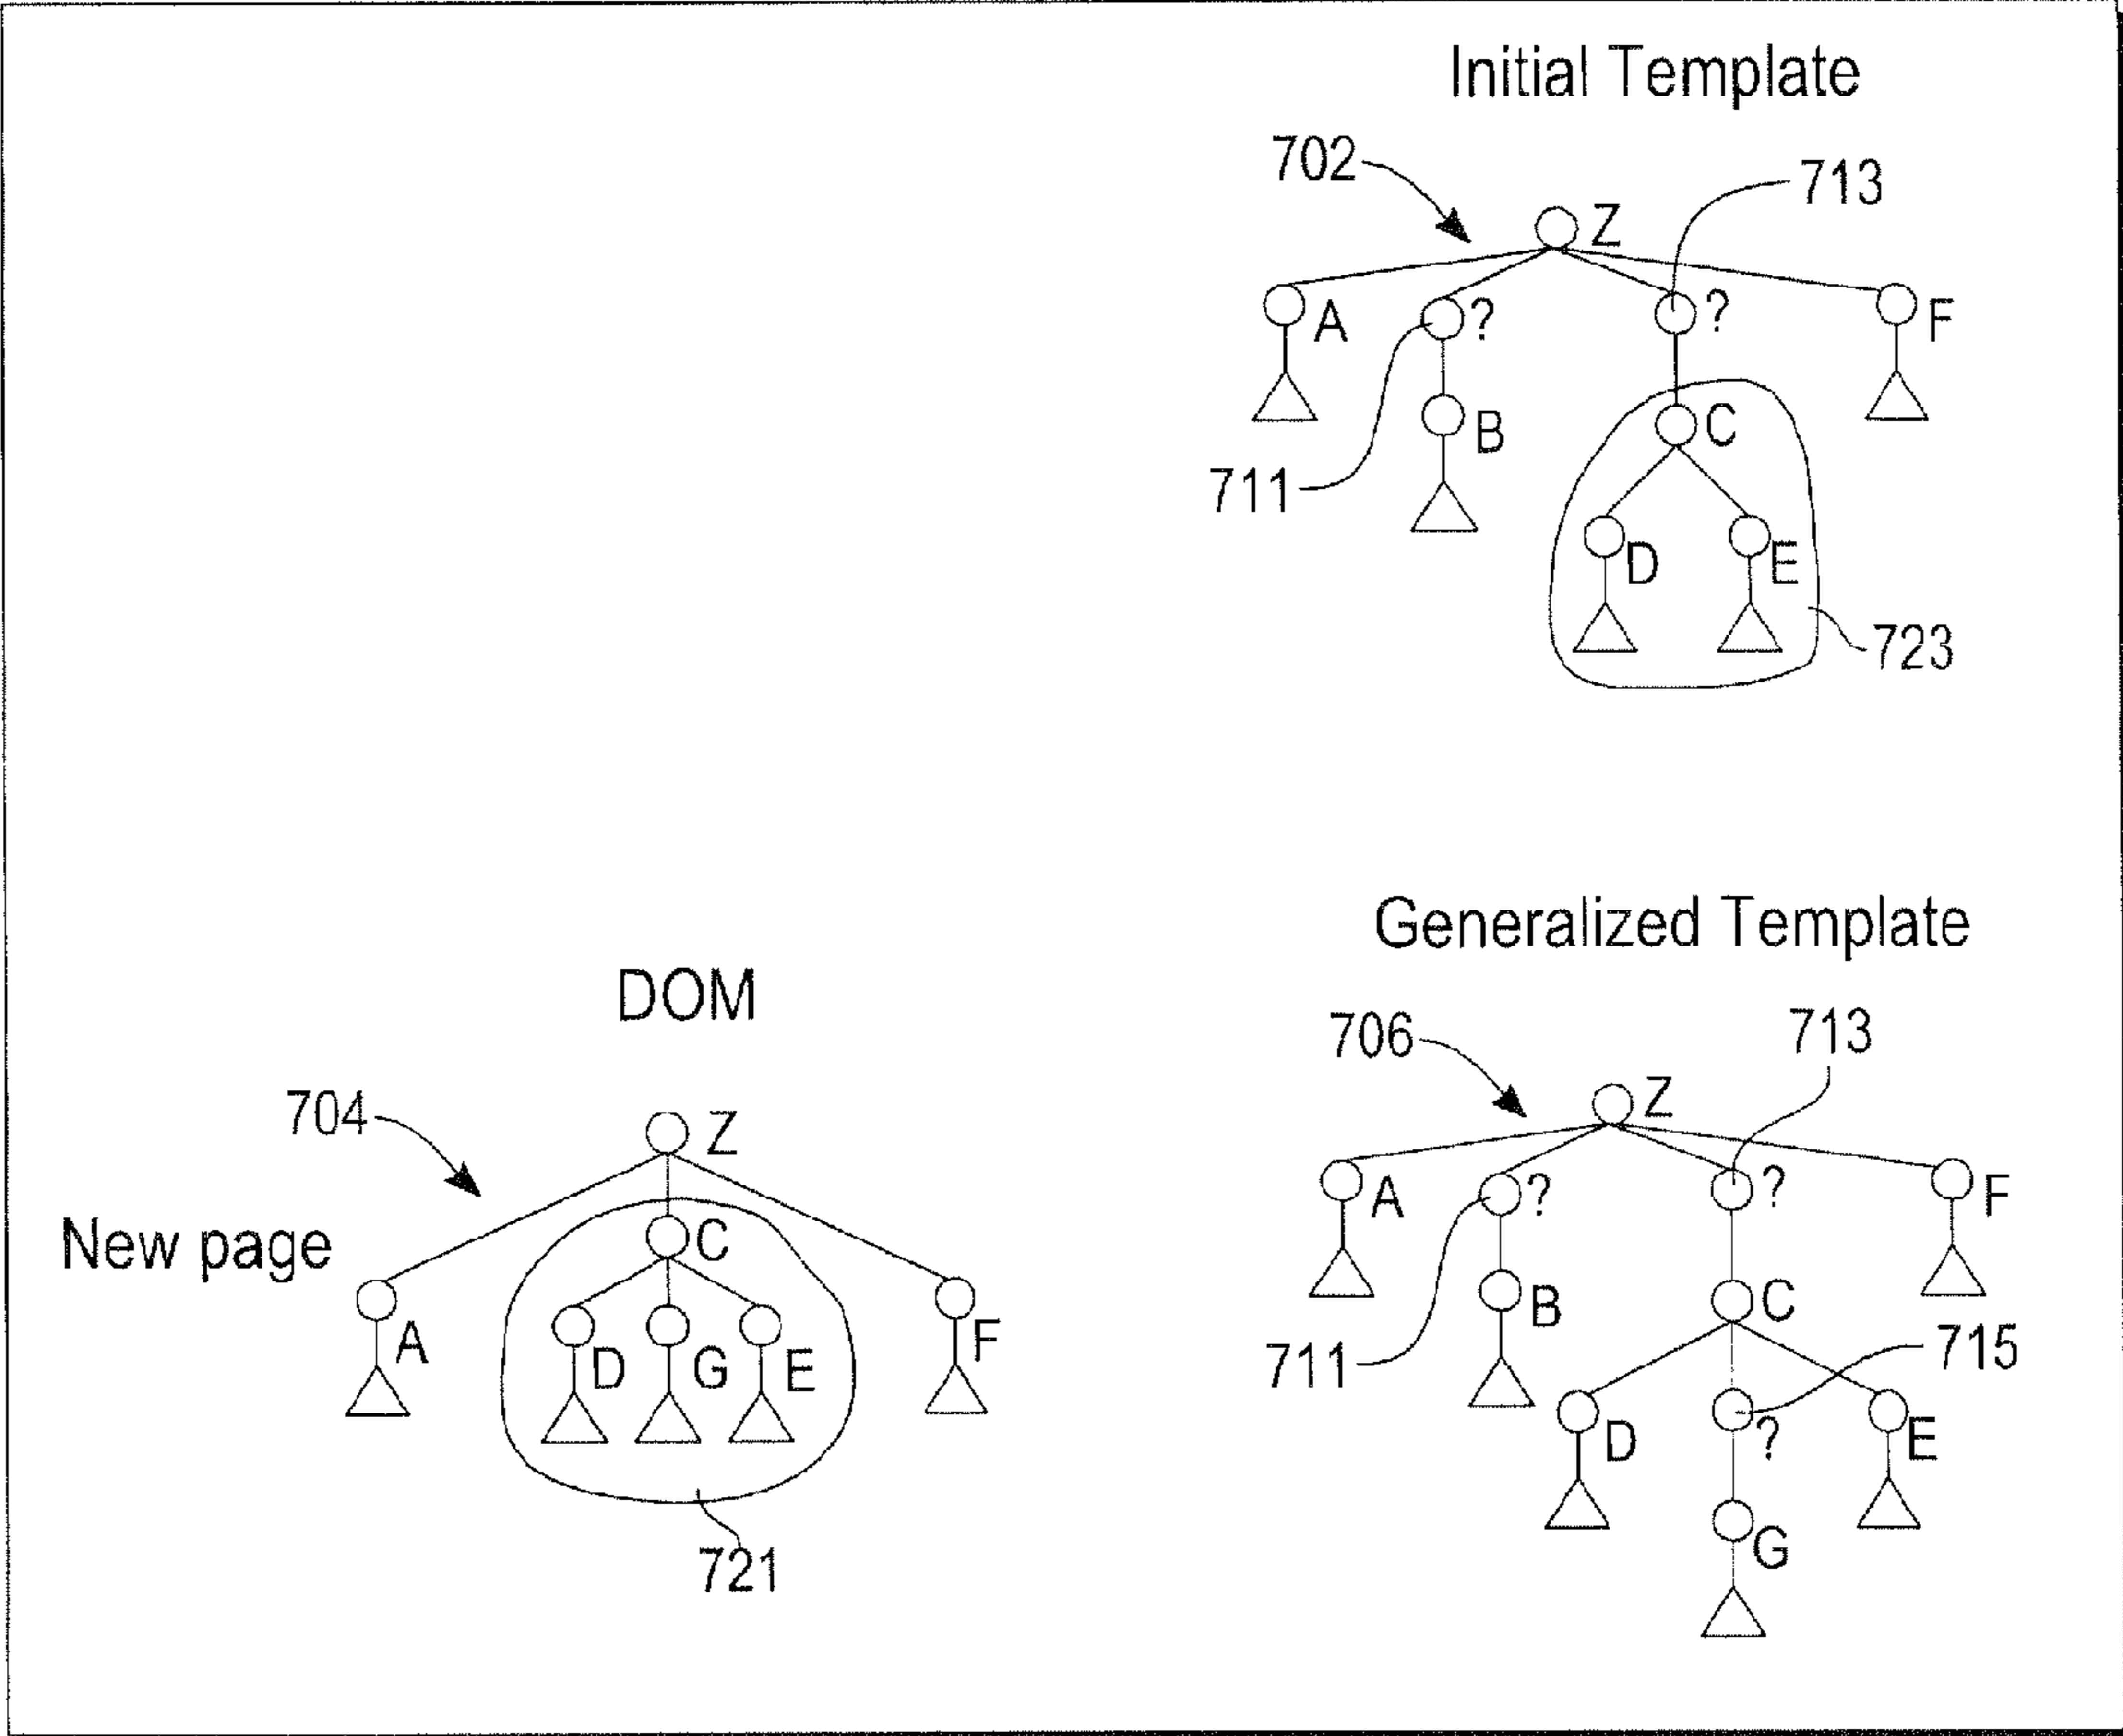 Initial Template
702
713
Z
A
?
?
F
B
C
711
D
E
723
Generalized Template
DOM
706
713
704
Z
Z
New page
A
?
?
F
C
B
C
711
715
A
D
G
E
F
D
?
E
G
721